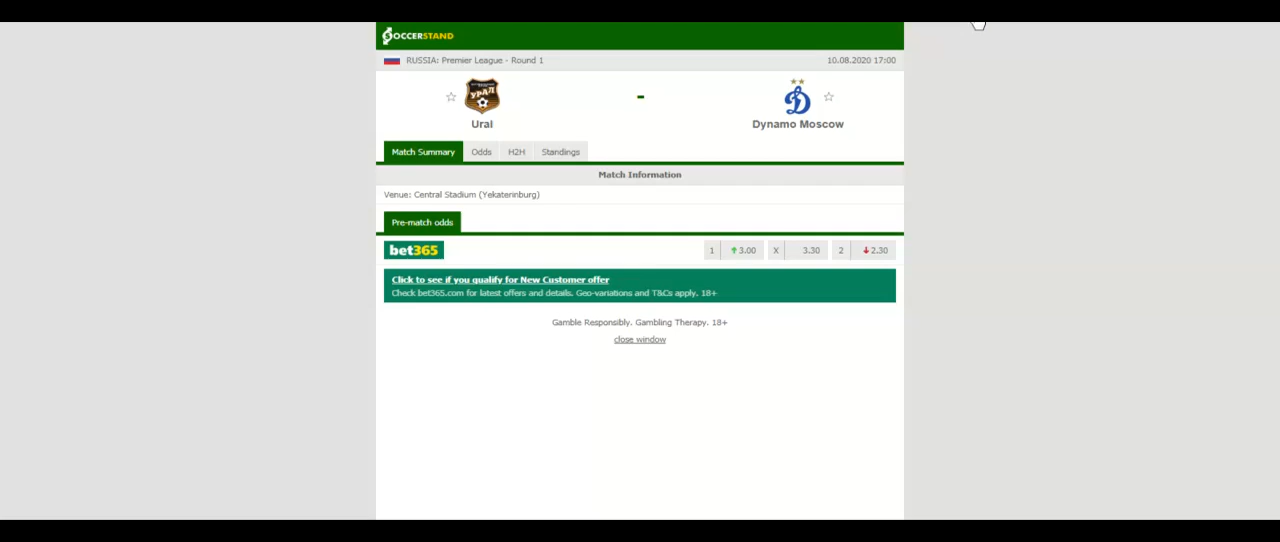 SOCCERSTAND
RUSSIA: Premier League - Round 1 10.08.2020 17:00
УРАЛ
-
Ural Dynamo Moscow
Match Summary Odds H2H Standings
Match Information
Venue: Central Stadium (Yekaterinburg)
Pre-match odds
bet365 1 3.00 X 3.30 2 2.30
Click to see if you qualify for New Customer offer
Check bet365.com for latest offers and details. Geo-variations and T&Cs apply. 18+
Gamble Responsibly. Gambling Therapy. 18+
close window